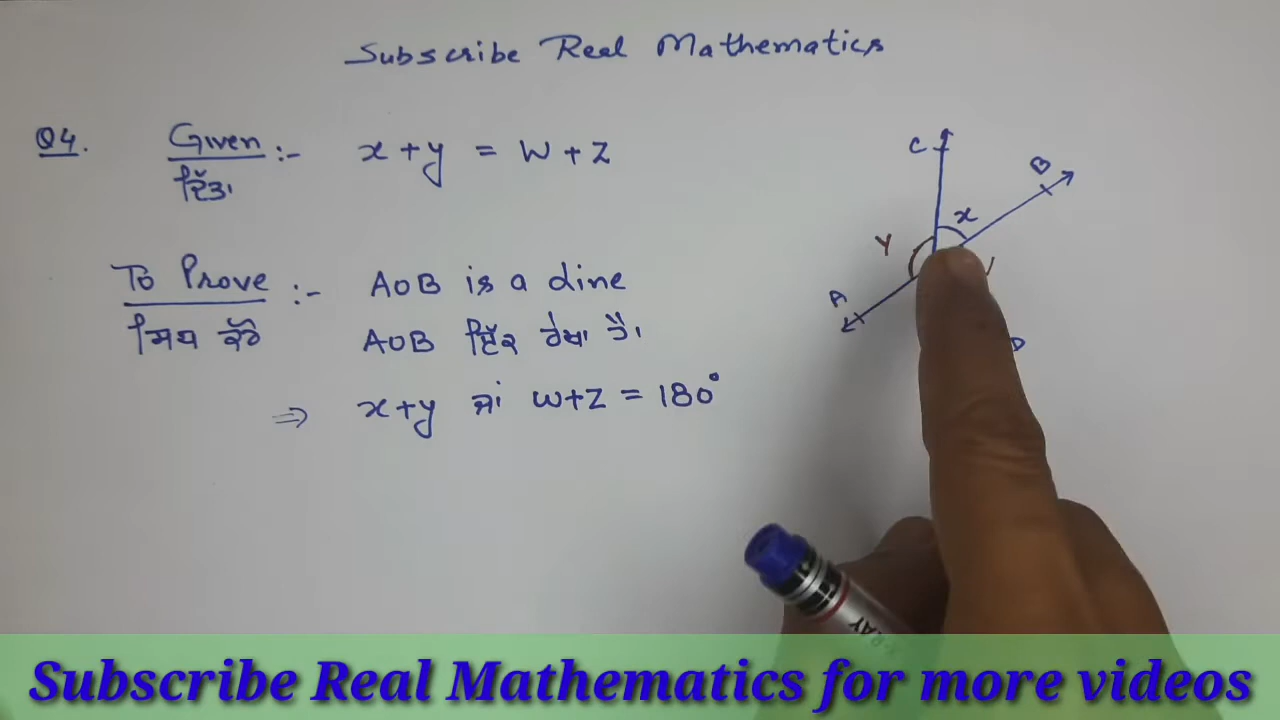 Subscribe Real Mathematics
Q4. Given :- x + y = W + Z
ਦਿੱਤਾ
To Prove :- AOB is a line
ਸਿਧ ਕਰੋ AOB ਇੱਕ ਰੇਖਾ ਹੈ।
⇒ x+y ਜਾਂ w+z = 180°
C
B
x
Y
A
D
Subscribe Real Mathematics for more videos